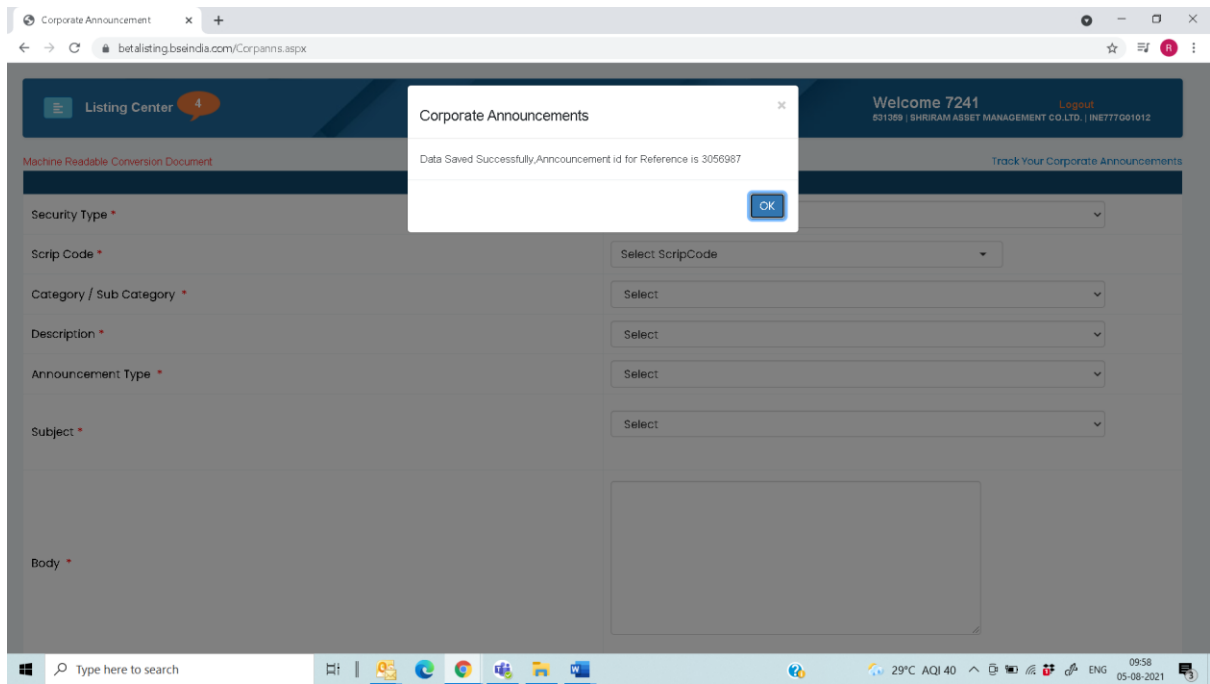 Corporate Announcement
betalisting.bseindia.com/Corpanns.aspx
R
Listing Center 4
Welcome 7241 Logout
531359 | SHRIRAM ASSET MANAGEMENT CO.LTD. | INE777G01012
Corporate Announcements
Data Saved Successfully,Anncouncement id for Reference is 3056987
OK
Machine Readable Conversion Document
Track Your Corporate Announcements
Security Type *
Scrip Code * Select ScripCode
Category / Sub Category * Select
Description * Select
Announcement Type * Select
Subject * Select
Body *
Type here to search
29°C AQI 40 ENG 09:58
05-08-2021
3